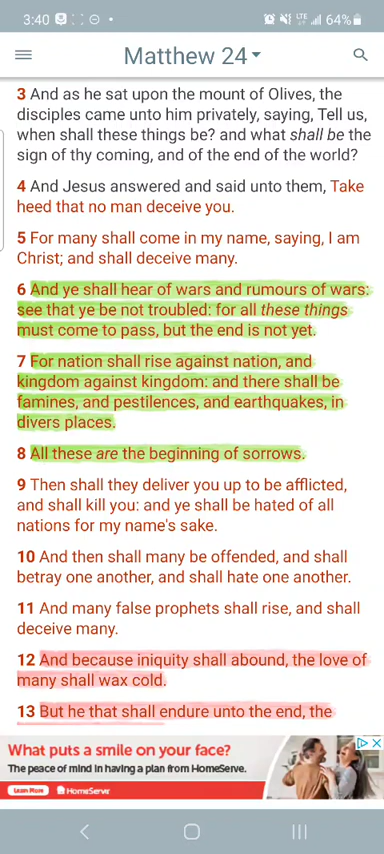 3:40
LTE 64%
Matthew 24
3 And as he sat upon the mount of Olives, the
disciples came unto him privately, saying, Tell us,
when shall these things be? and what shall be the
sign of thy coming, and of the end of the world?
4 And Jesus answered and said unto them, Take
heed that no man deceive you.
5 For many shall come in my name, saying, I am
Christ; and shall deceive many.
6 And ye shall hear of wars and rumours of wars:
see that ye be not troubled: for all these things
must come to pass, but the end is not yet.
7 For nation shall rise against nation, and
kingdom against kingdom: and there shall be
famines, and pestilences, and earthquakes, in
divers places.
8 All these are the beginning of sorrows.
9 Then shall they deliver you up to be afflicted,
and shall kill you: and ye shall be hated of all
nations for my name's sake.
10 And then shall many be offended, and shall
betray one another, and shall hate one another.
11 And many false prophets shall rise, and shall
deceive many.
12 And because iniquity shall abound, the love of
many shall wax cold.
13 But he that shall endure unto the end, the
What puts a smile on your face?
The peace of mind in having a plan from HomeServe.
Learn More HomeServe